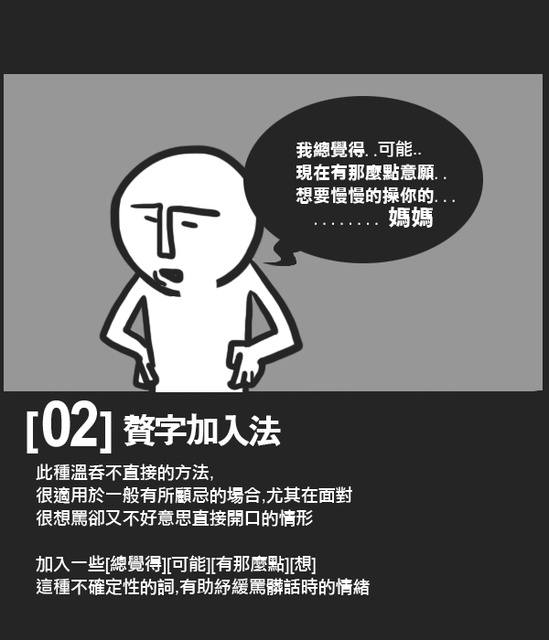 我總覺得..可能..
現在有那麼點意願..
想要慢慢的操你的...
........媽媽
[02] 贅字加入法
此種溫吞不直接的方法,
很適用於一般有所顧忌的場合,尤其在面對
很想罵卻又不好意思直接開口的情形
加入一些[總覺得][可能][有那麼點][想]
這種不確定性的詞,有助紓緩罵髒話時的情緒